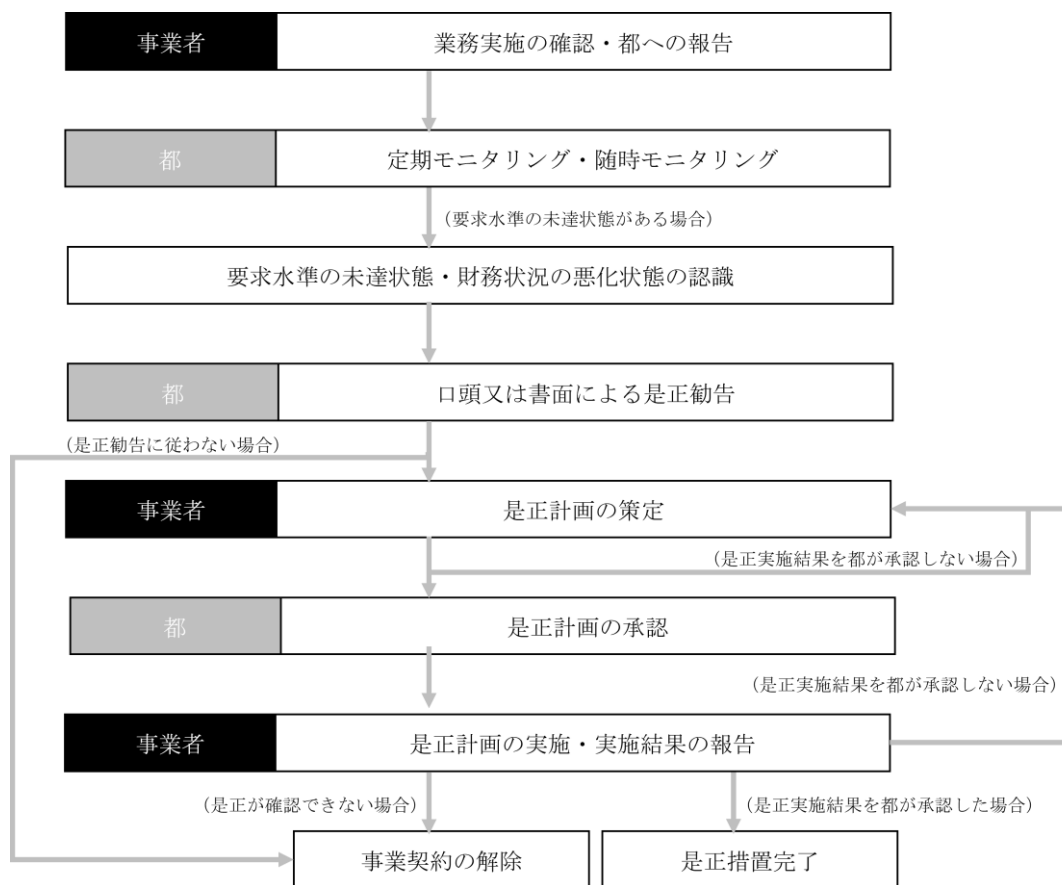 事業者 業務実施の確認・都への報告
都 定期モニタリング・随時モニタリング
（要求水準の未達状態がある場合）
要求水準の未達状態・財務状況の悪化状態の認識
都 口頭又は書面による是正勧告
（是正勧告に従わない場合）
事業者 是正計画の策定
（是正実施結果を都が承認しない場合）
都 是正計画の承認
（是正実施結果を都が承認しない場合）
事業者 是正計画の実施・実施結果の報告
（是正が確認できない場合） （是正実施結果を都が承認した場合）
事業契約の解除 是正措置完了